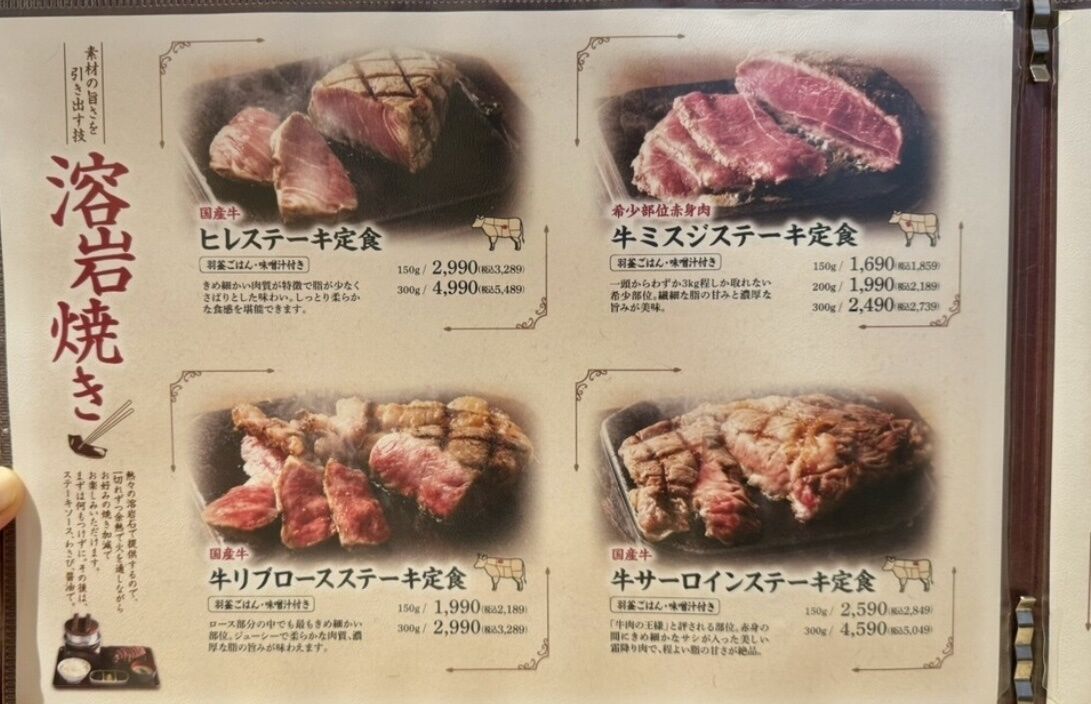 素材の旨さを
引き出す技
溶岩焼き
熱々の溶岩石で提供するので、
一切れずつ余熱で火を通しながら
お好みの焼き加減で
お楽しみいただけます。
まずは何もつけずに。その後は、
ステーキソース、わさび、醤油で。
国産牛
ヒレステーキ定食
羽釜ごはん・味噌汁付き
きめ細かい肉質が特徴で脂が少なく
さぱりとした味わい。しっとり柔らか
な食感を堪能できます。
150g / 2,990(税込3,289)
300g / 4,990(税込5,489)
希少部位赤身肉
牛ミスジステーキ定食
羽釜ごはん・味噌汁付き
一頭からわずか3kg程しか取れない
希少部位。繊細な脂の甘みと濃厚な
旨みが美味。
150g / 1,690(税込1,859)
200g / 1,990(税込2,189)
300g / 2,490(税込2,739)
国産牛
牛リブロースステーキ定食
羽釜ごはん・味噌汁付き
ロース部分の中でも最もきめ細かい
部位。ジューシーで柔らかな肉質、濃
厚な脂の旨みが味わえます。
150g / 1,990(税込2,189)
300g / 2,990(税込3,289)
国産牛
牛サーロインステーキ定食
羽釜ごはん・味噌汁付き
「牛肉の王様」と評される部位。赤身の
間にきめ細かなサシが入った美しい
霜降り肉で、程よい脂の甘さが絶品。
150g / 2,590(税込2,849)
300g / 4,590(税込5,049)